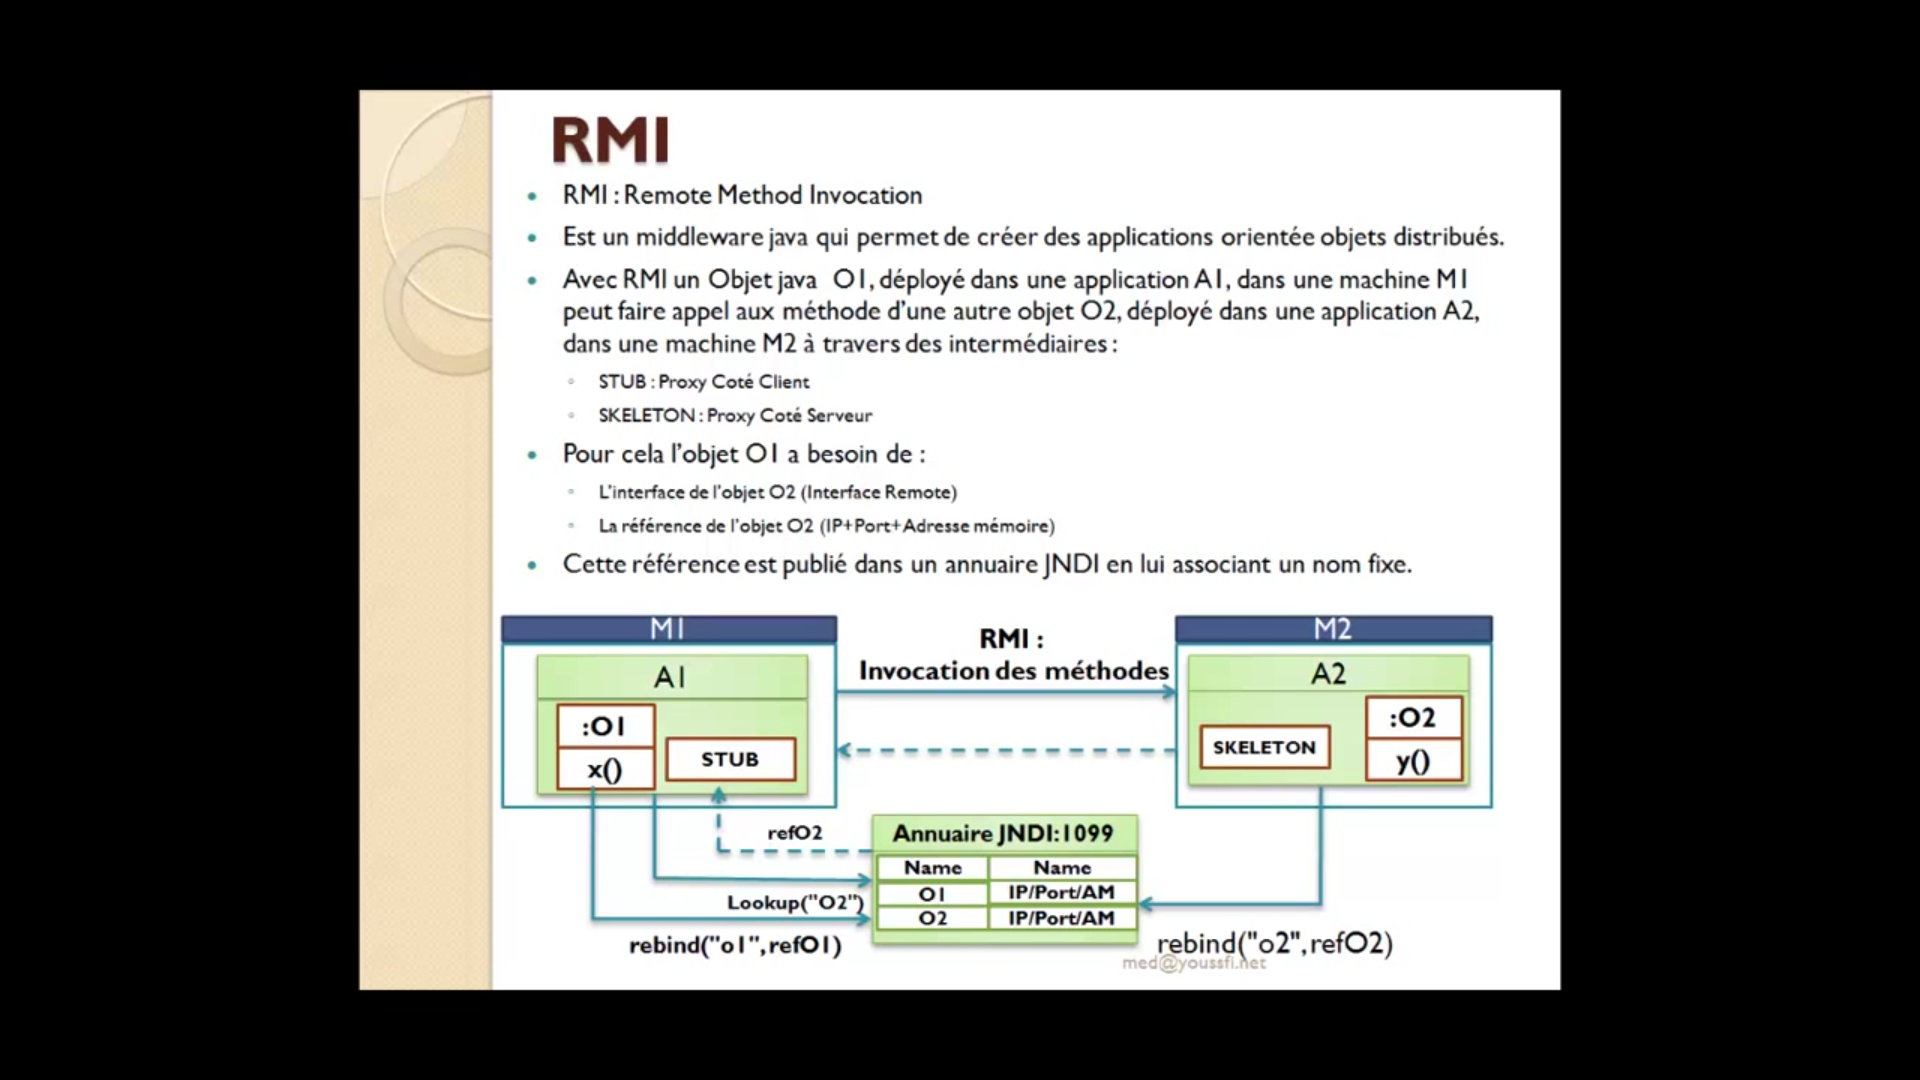 RMI
RMI : Remote Method Invocation
Est un middleware java qui permet de créer des applications orientée objets distribués.
Avec RMI un Objet java O1, déployé dans une application A1, dans une machine M1
peut faire appel aux méthode d'une autre objet O2, déployé dans une application A2,
dans une machine M2 à travers des intermédiaires :
STUB : Proxy Coté Client
SKELETON : Proxy Coté Serveur
Pour cela l'objet O1 a besoin de :
L'interface de l'objet O2 (Interface Remote)
La référence de l'objet O2 (IP+Port+Adresse mémoire)
Cette référence est publié dans un annuaire JNDI en lui associant un nom fixe.
M1
A1
:O1
x()
STUB
RMI :
Invocation des méthodes
M2
A2
SKELETON
:O2
y()
refO2
Annuaire JNDI:1099
Name Name
O1 IP/Port/AM
O2 IP/Port/AM
Lookup("O2")
rebind("o1",refO1)
rebind("o2",refO2)
med@youssfi.net